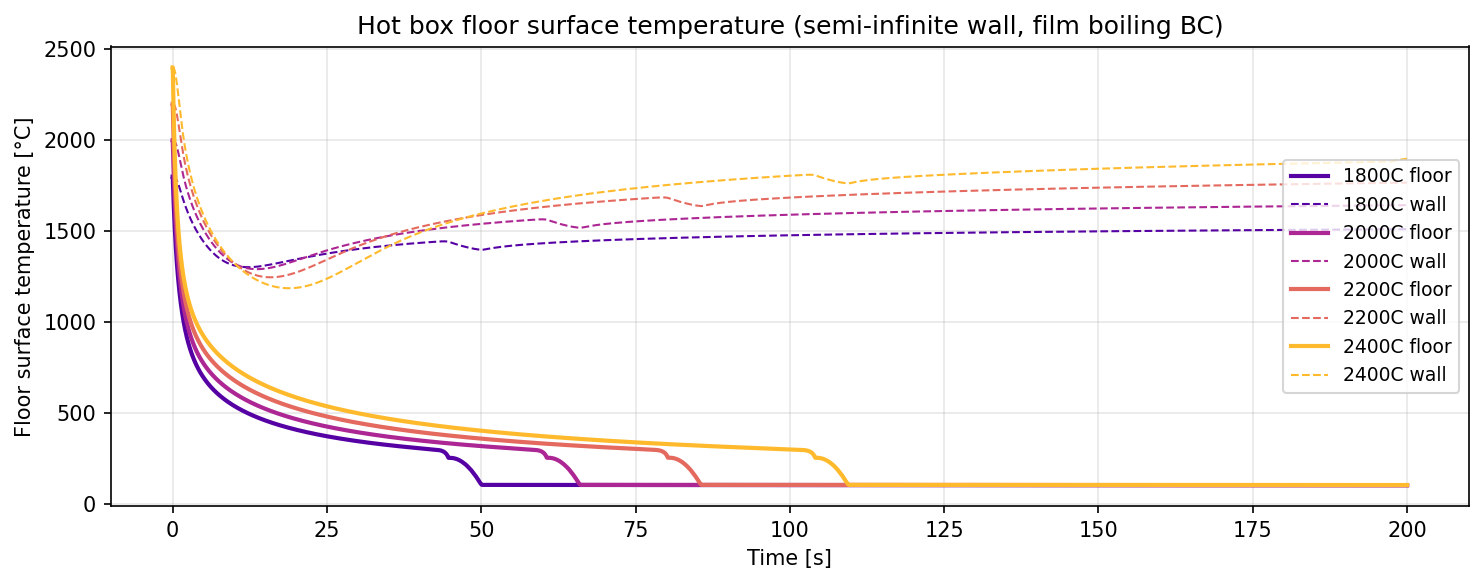 Hot box floor surface temperature (semi-infinite wall, film boiling BC)
Floor surface temperature [°C]
2500
2000
1500
1000
500
0
0
25
50
75
100
125
150
175
200
Time [s]
1800C floor
1800C wall
2000C floor
2000C wall
2200C floor
2200C wall
2400C floor
2400C wall